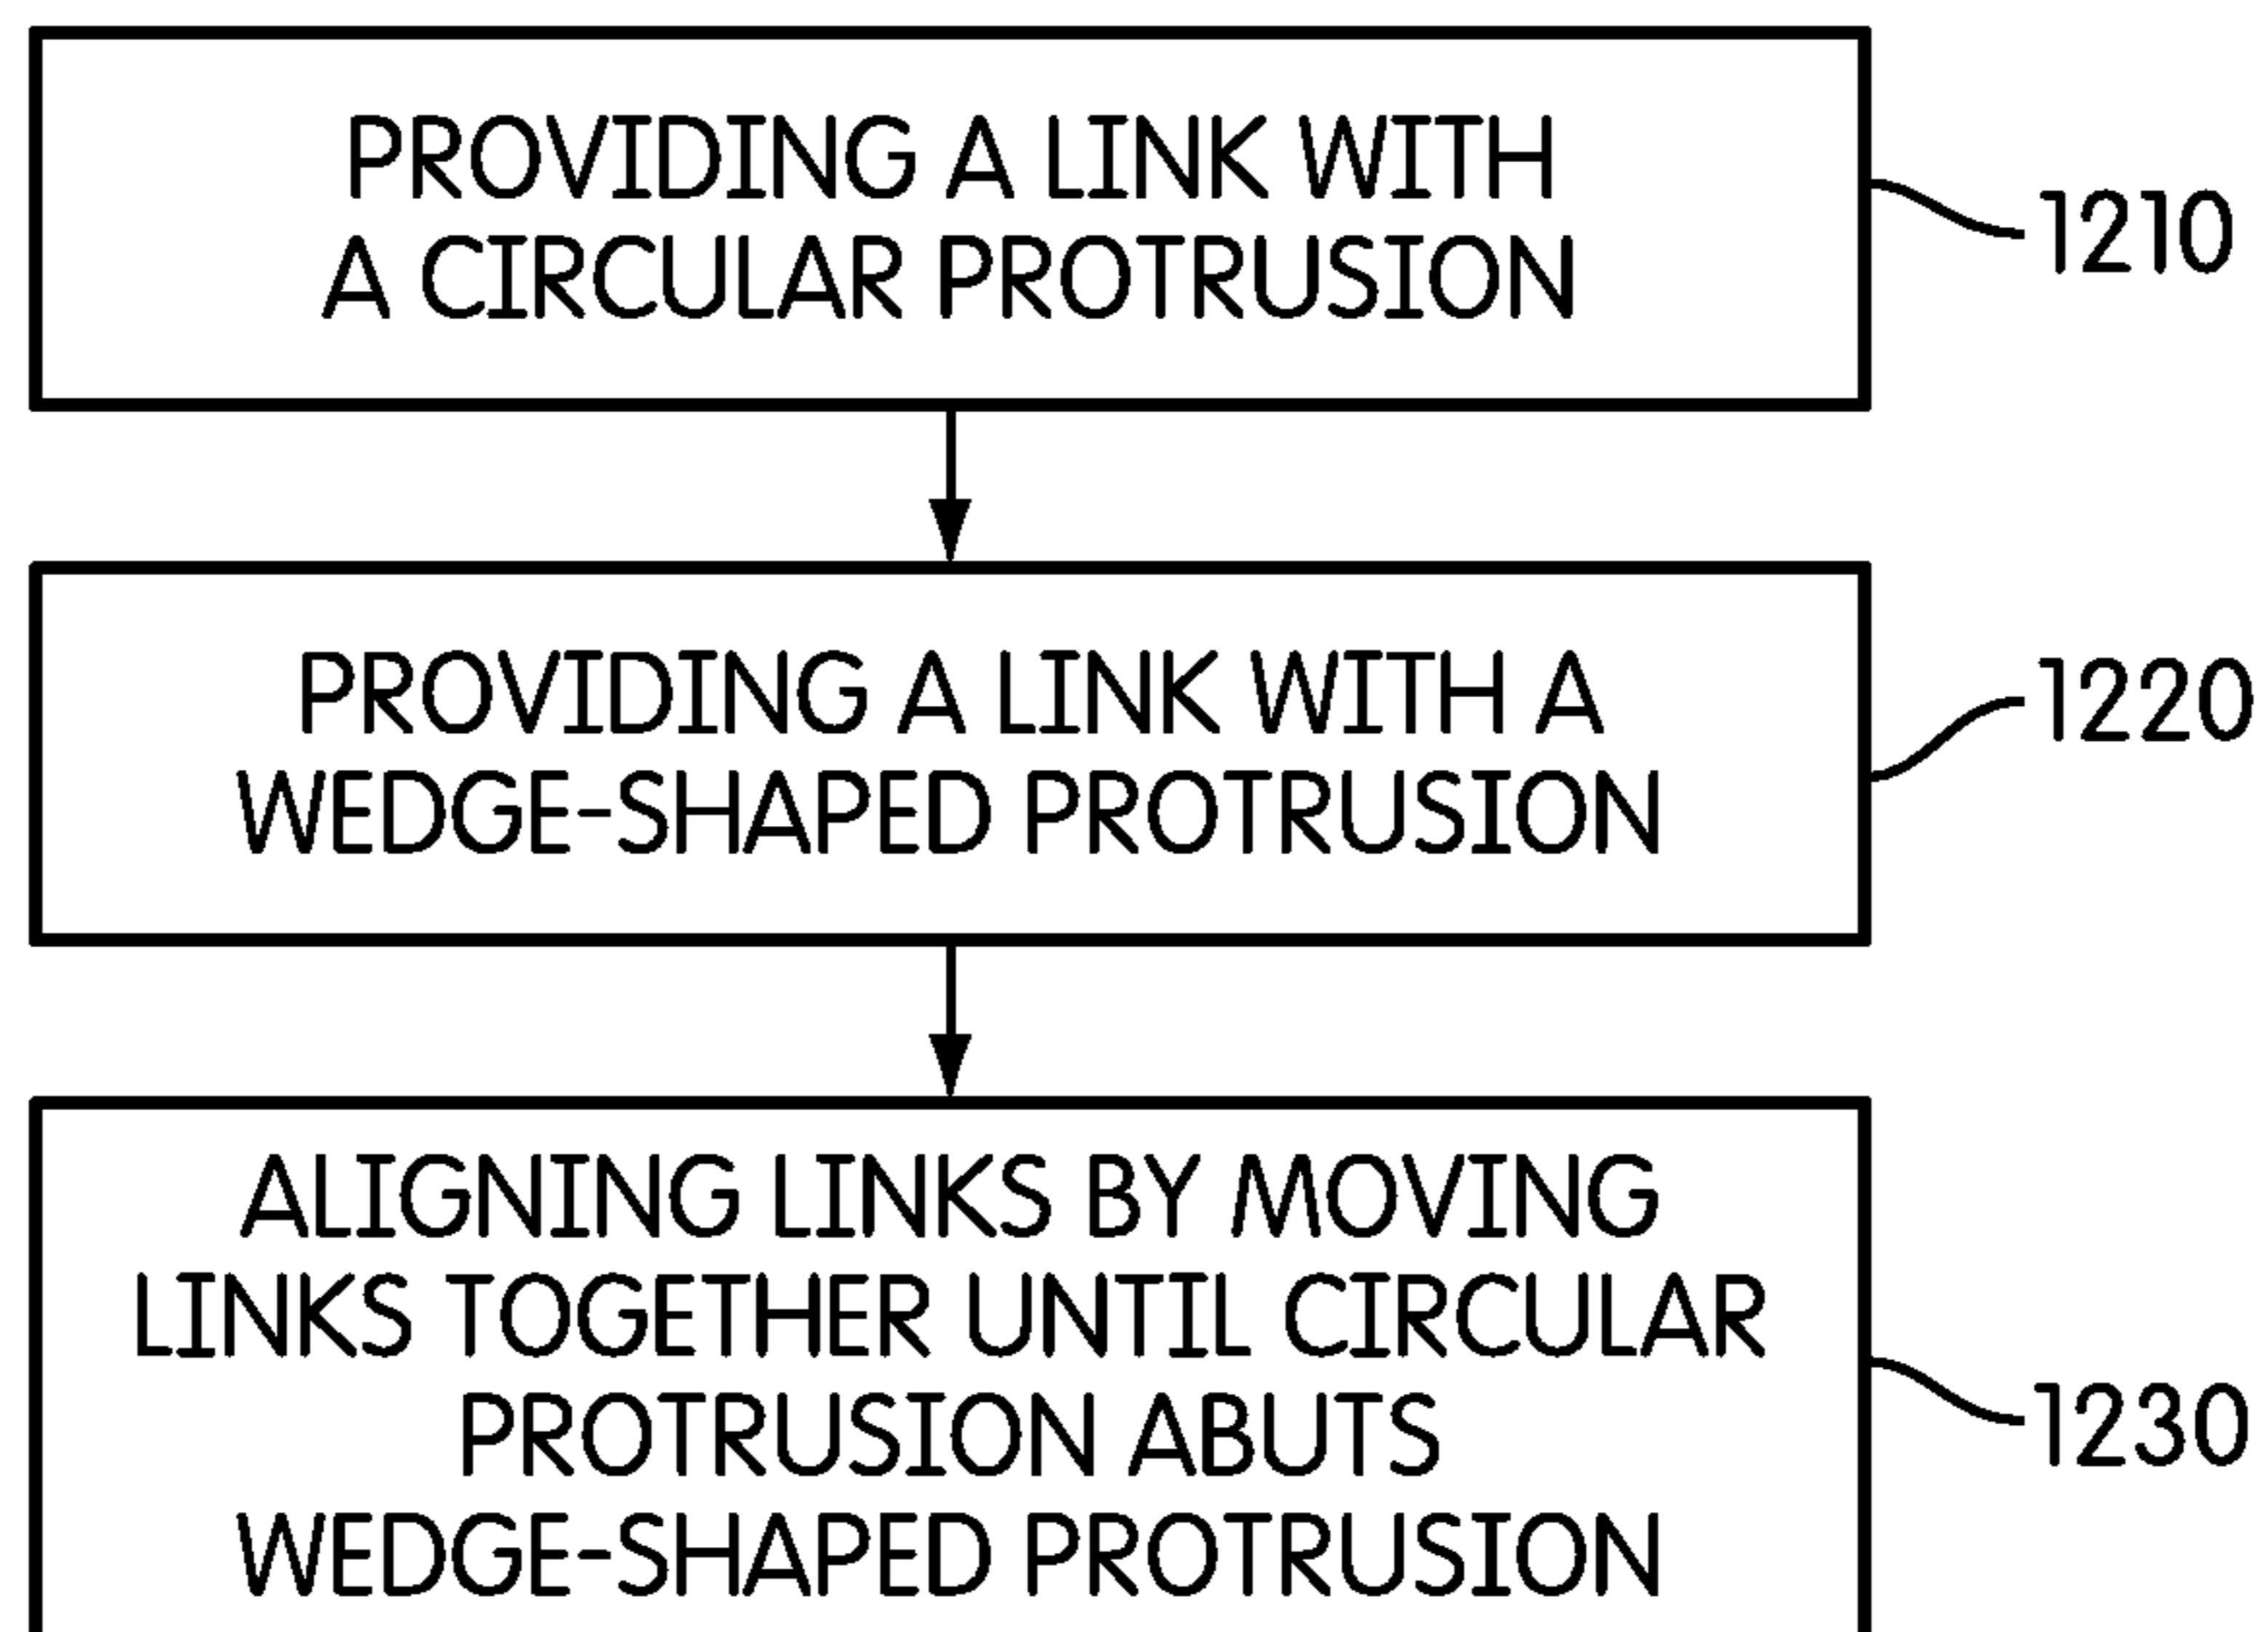 PROVIDING A LINK WITH
A CIRCULAR PROTRUSION
1210
PROVIDING A LINK WITH A
WEDGE-SHAPED PROTRUSION
1220
ALIGNING LINKS BY MOVING
LINKS TOGETHER UNTIL CIRCULAR
PROTRUSION ABUTS
WEDGE-SHAPED PROTRUSION
1230